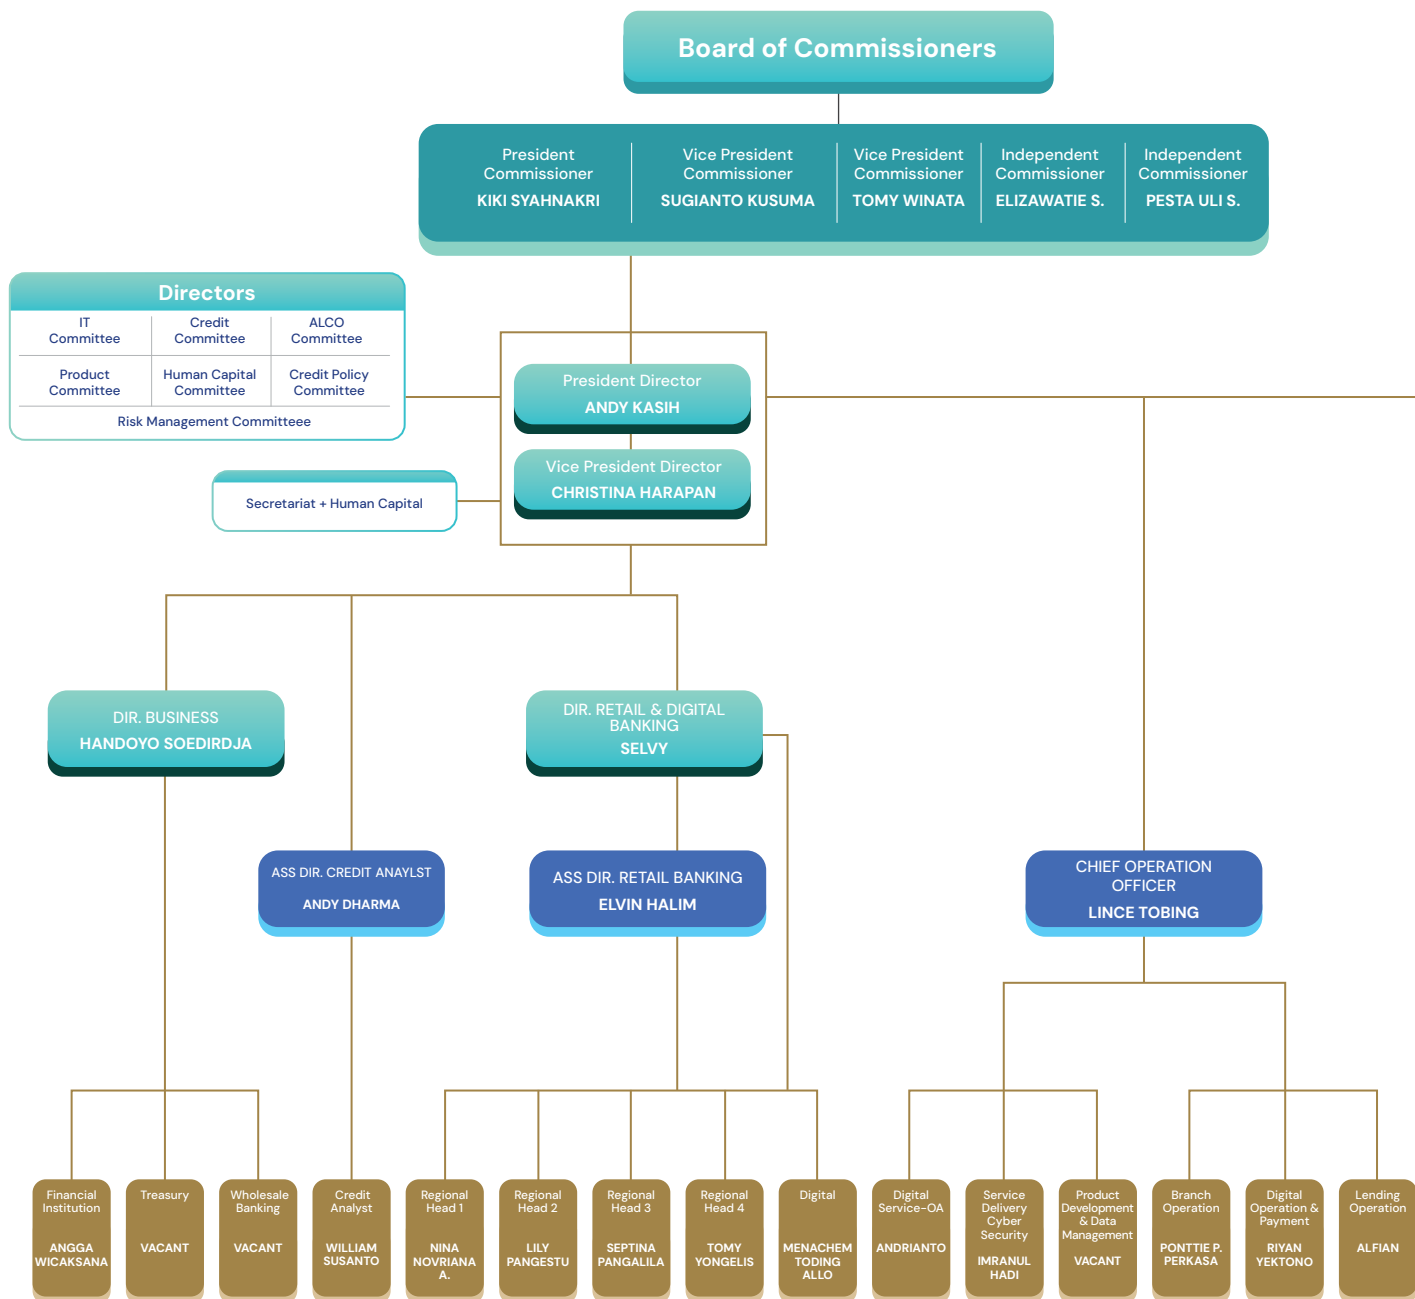 Board of Commissioners
President
Commissioner
KIKI SYAHNAKRI
Vice President
Commissioner
SUGIANTO KUSUMA
Vice President
Commissioner
TOMY WINATA
Independent
Commissioner
ELIZAWATIE S.
Independent
Commissioner
PESTA ULI S.
Directors
IT
Committee
Credit
Committee
ALCO
Committee
Product
Committee
Human Capital
Committee
Credit Policy
Committee
Risk Management Committeee
President Director
ANDY KASIH
Vice President Director
CHRISTINA HARAPAN
Secretariat + Human Capital
DIR. BUSINESS
HANDOYO SOEDIRDJA
DIR. RETAIL & DIGITAL
BANKING
SELVY
ASS DIR. CREDIT ANAYLST
ANDY DHARMA
ASS DIR. RETAIL BANKING
ELVIN HALIM
CHIEF OPERATION
OFFICER
LINCE TOBING
Financial
Institution
ANGGA
WICAKSANA
Treasury
VACANT
Wholesale
Banking
VACANT
Credit
Analyst
WILLIAM
SUSANTO
Regional
Head 1
NINA
NOVRIANA
A.
Regional
Head 2
LILY
PANGESTU
Regional
Head 3
SEPTINA
PANGALILA
Regional
Head 4
TOMY
YONGELIS
Digital
MENACHEM
TODING
ALLO
Digital
Service-OA
ANDRIANTO
Service
Delivery
Cyber
Security
IMRANUL
HADI
Product
Development
& Data
Management
VACANT
Branch
Operation
PONTTIE P.
PERKASA
Digital
Operation &
Payment
RIYAN
YEKTONO
Lending
Operation
ALFIAN